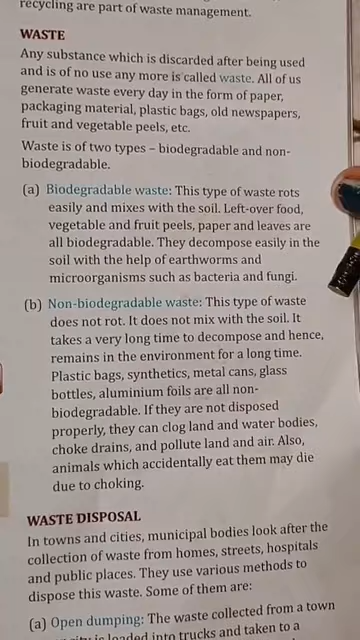 recycling are part of waste management.
WASTE
Any substance which is discarded after being used
and is of no use any more is called waste. All of us
generate waste every day in the form of paper,
packaging material, plastic bags, old newspapers,
fruit and vegetable peels, etc.
Waste is of two types – biodegradable and non-
biodegradable.
(a) Biodegradable waste: This type of waste rots
easily and mixes with the soil. Left-over food,
vegetable and fruit peels, paper and leaves are
all biodegradable. They decompose easily in the
soil with the help of earthworms and
microorganisms such as bacteria and fungi.
(b) Non-biodegradable waste: This type of waste
does not rot. It does not mix with the soil. It
takes a very long time to decompose and hence,
remains in the environment for a long time.
Plastic bags, synthetics, metal cans, glass
bottles, aluminium foils are all non-
biodegradable. If they are not disposed
properly, they can clog land and water bodies,
choke drains, and pollute land and air. Also,
animals which accidentally eat them may die
due to choking.
WASTE DISPOSAL
In towns and cities, municipal bodies look after the
collection of waste from homes, streets, hospitals
and public places. They use various methods to
dispose this waste. Some of them are:
(a) Open dumping: The waste collected from a town
is loaded into trucks and taken to a